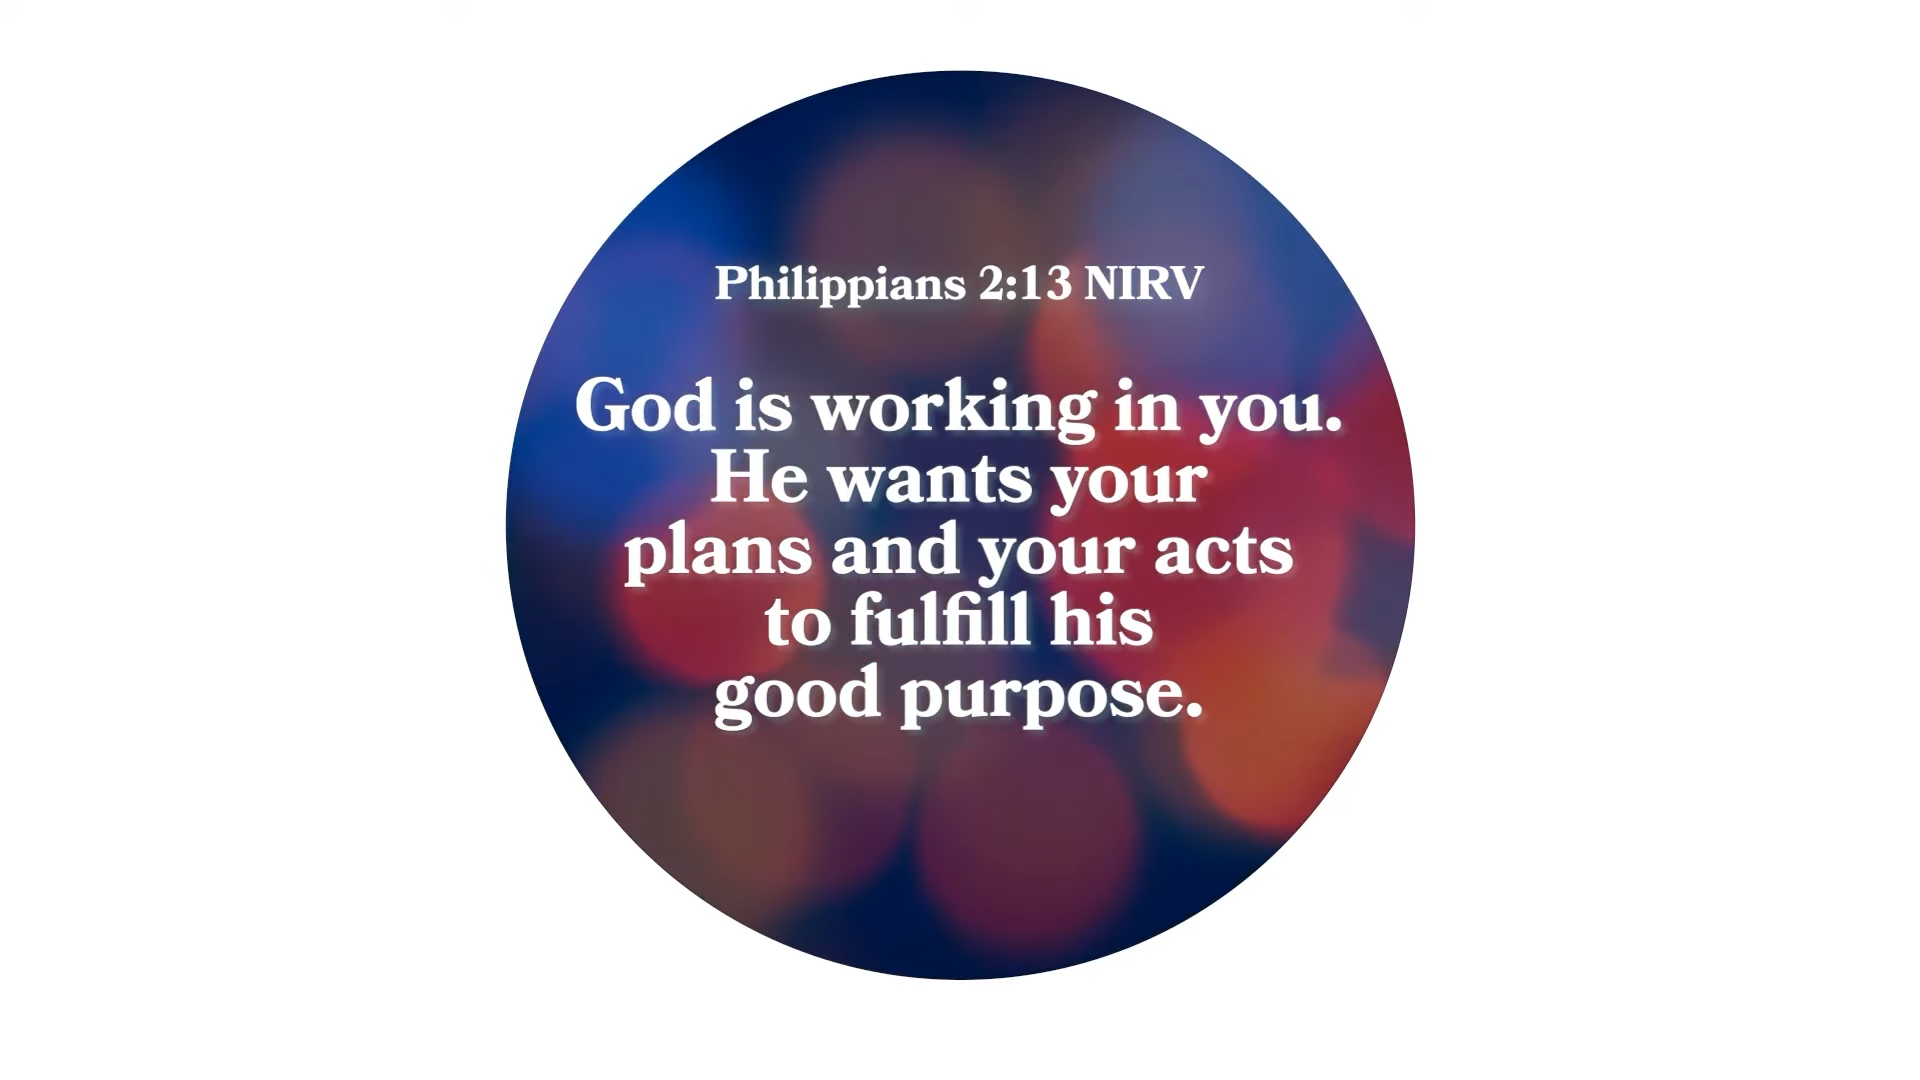 Philippians 2:13 NIRV
God is working in you.
He wants your
plans and your acts
to fulfill his
good purpose.